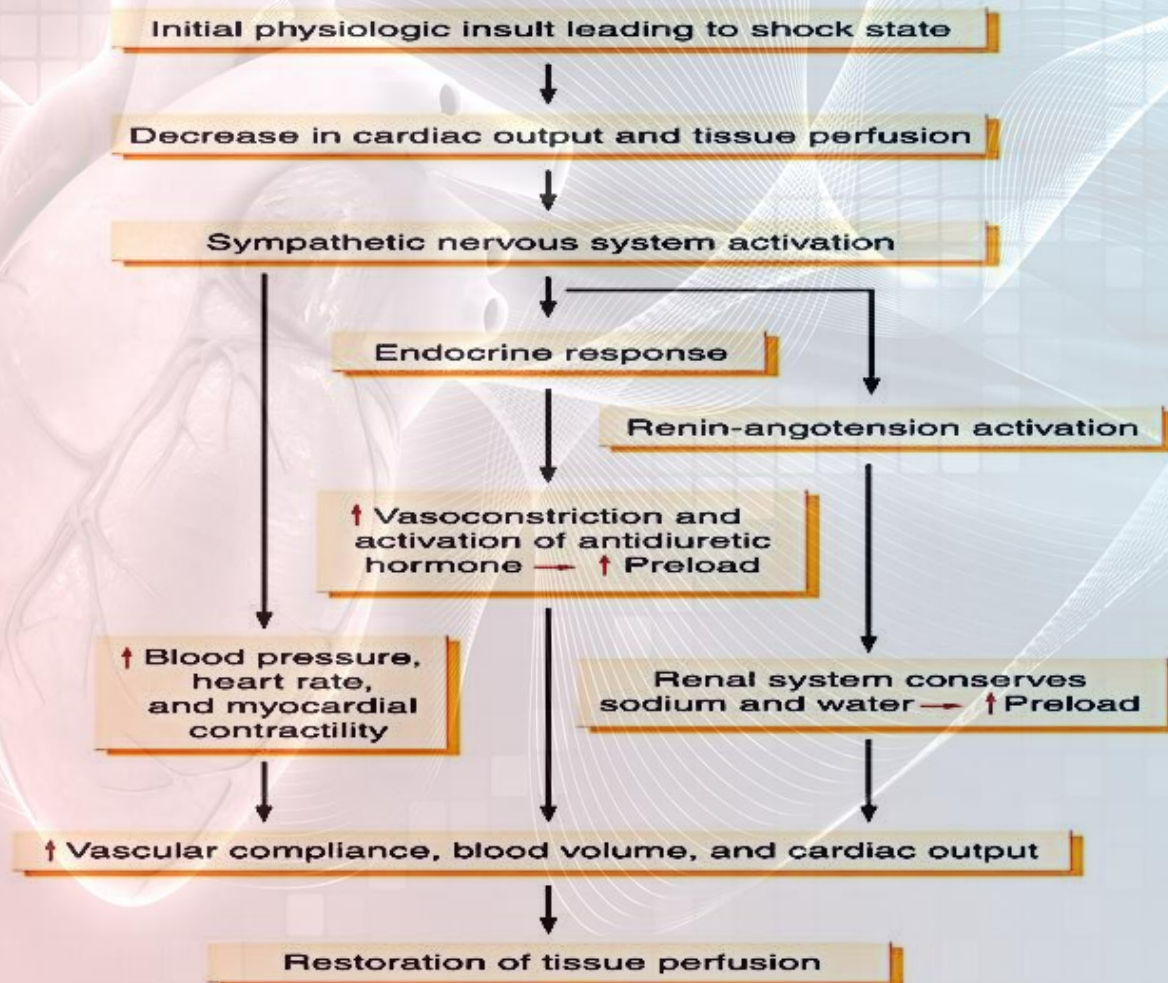 Initial physiologic insult leading to shock state
Decrease in cardiac output and tissue perfusion
Sympathetic nervous system activation
Endocrine response
Renin-angotension activation
↑ Vasoconstriction and
activation of antidiuretic
hormone → ↑ Preload
↑ Blood pressure,
heart rate,
and myocardial
contractility
Renal system conserves
sodium and water → ↑ Preload
↑ Vascular compliance, blood volume, and cardiac output
Restoration of tissue perfusion